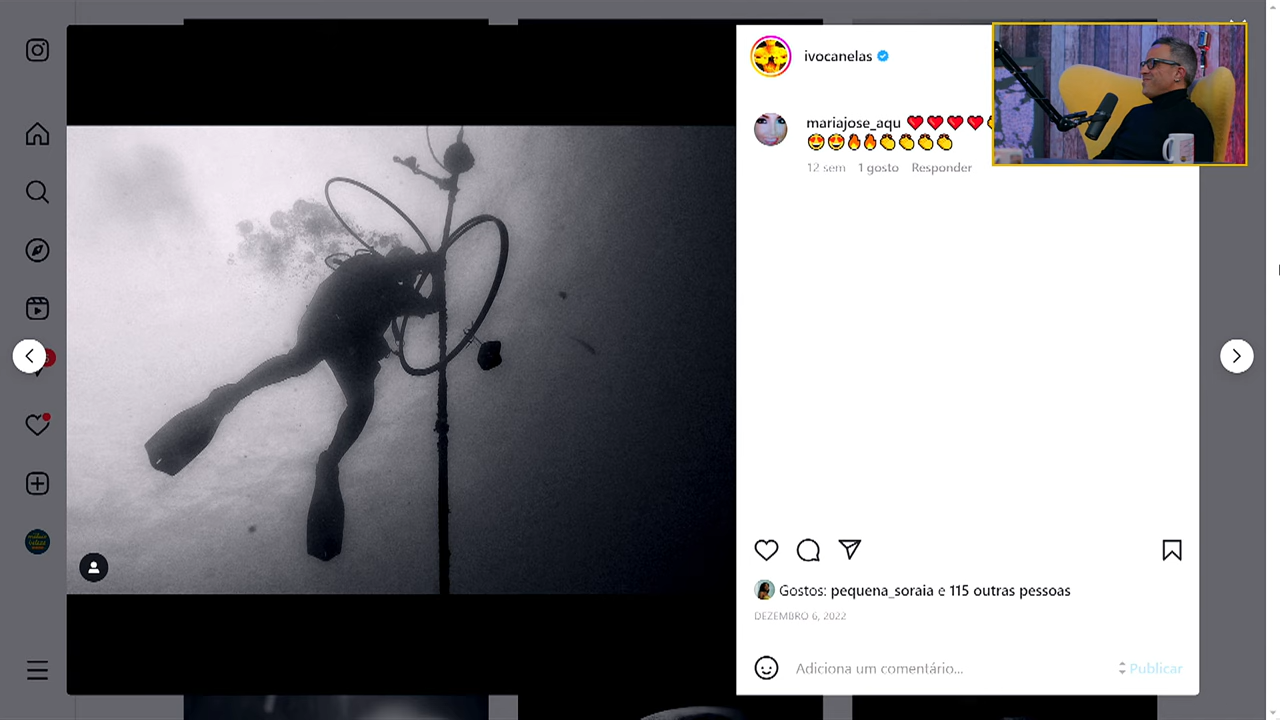 ivocanelas
mariajose_aqu
12 sem 1 gosto Responder
Gostos: pequena_soraia e 115 outras pessoas
DEZEMBRO 6, 2022
Adiciona um comentário... Publicar